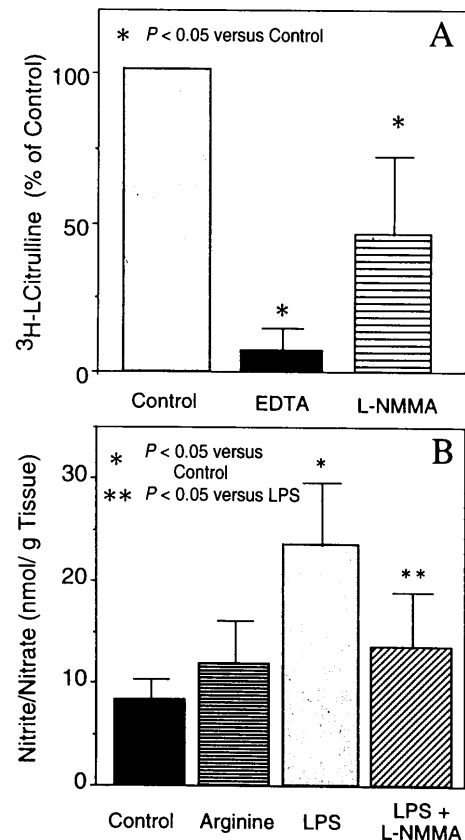 * P < 0.05 versus Control
A
3H-LCitrulline (% of Control)
100
50
0
Control EDTA L-NMMA
*
*
B
* P < 0.05 versus
Control
** P < 0.05 versus LPS
Nitrite/Nitrate (nmol/ g Tissue)
30
20
10
0
*
**
Control Arginine LPS LPS +
L-NMMA